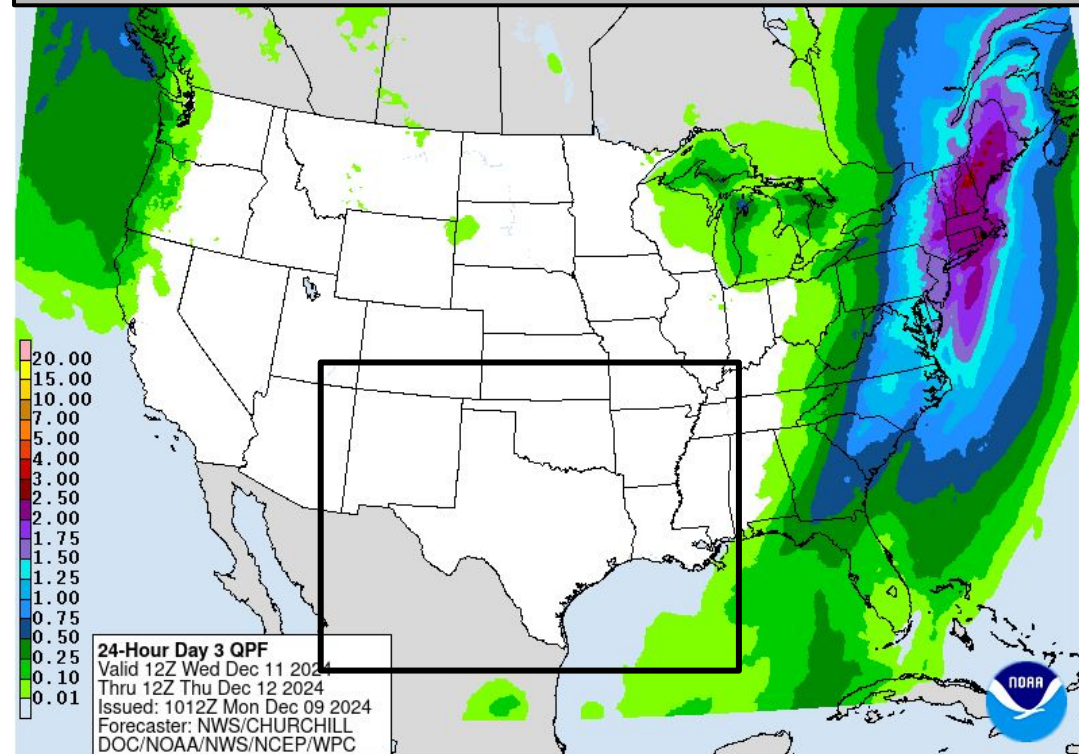 20.00
15.00
10.00
7.00
5.00
4.00
3.00
2.50
2.00
1.75
1.50
1.25
1.00
0.75
0.50
0.25
0.10
0.01
24-Hour Day 3 QPF
Valid 12Z Wed Dec 11 2024
Thru 12Z Thu Dec 12 2024
Issued: 1012Z Mon Dec 09 2024
Forecaster: NWS/CHURCHILL
DOC/NOAA/NWS/NCEP/WPC
NOAA